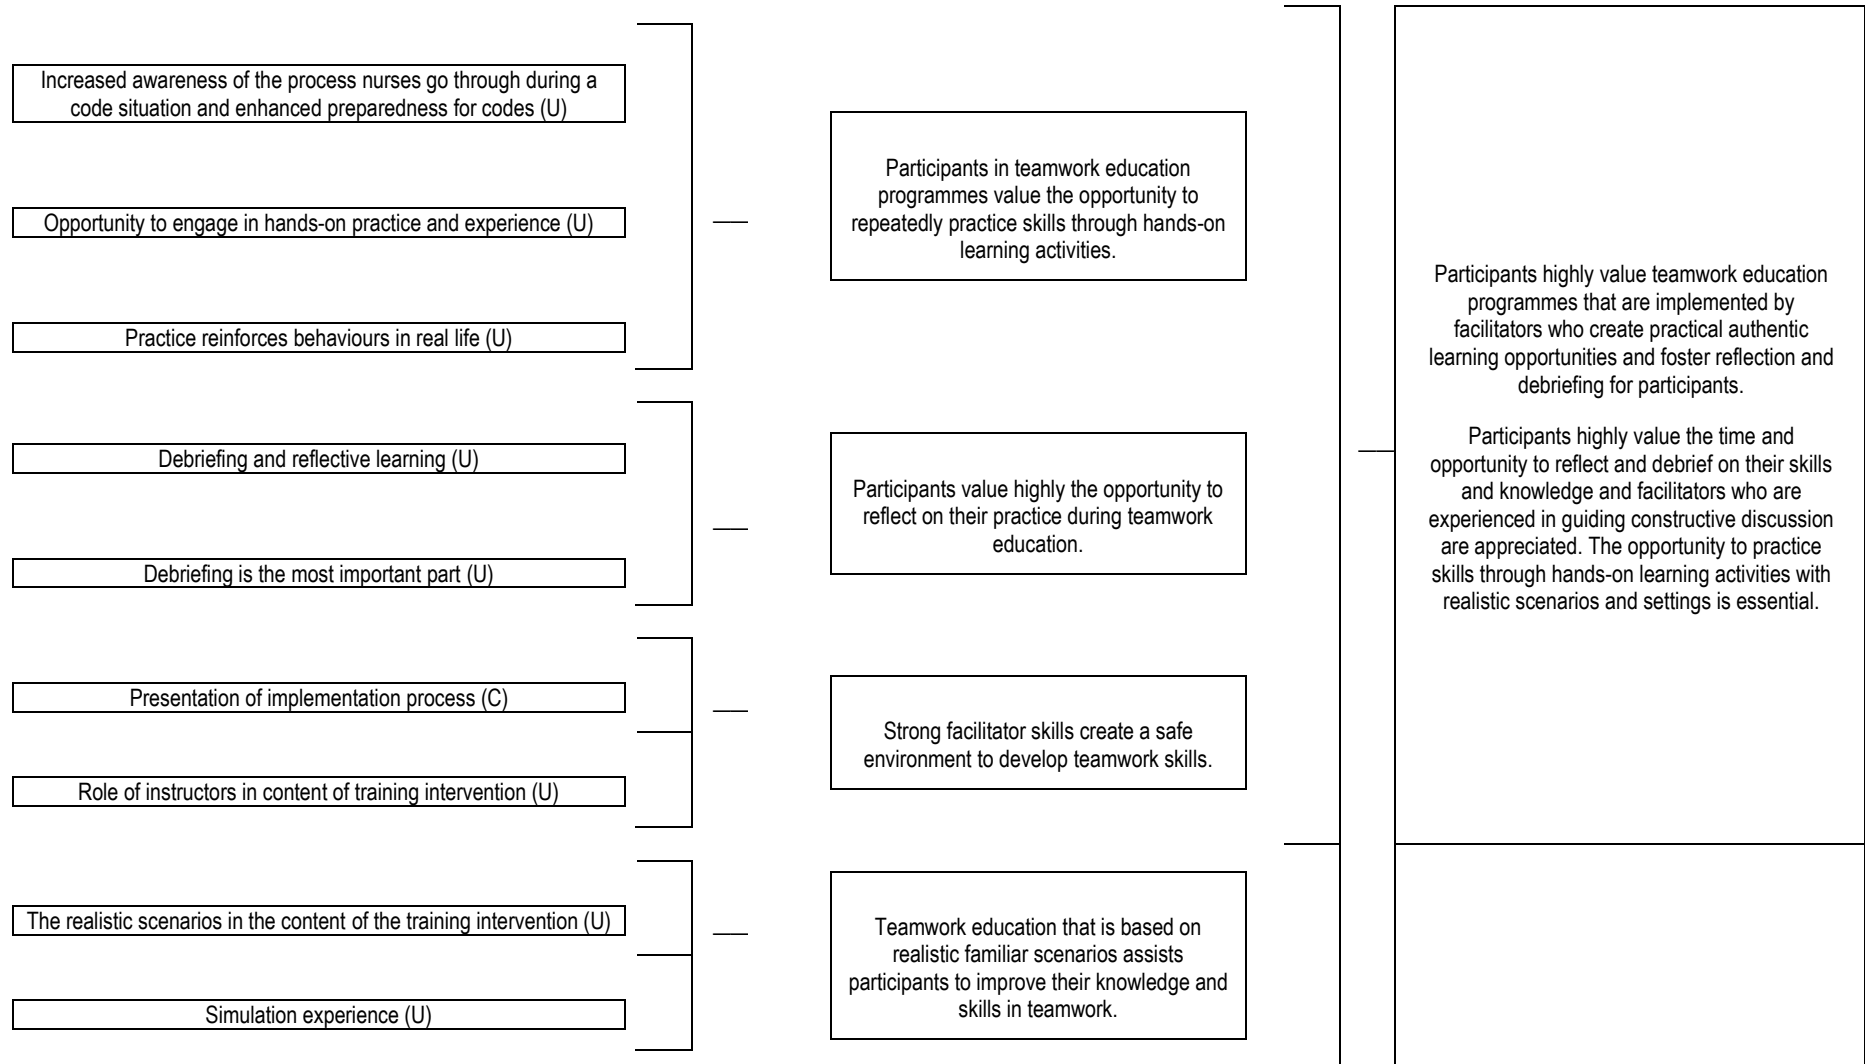 Increased awareness of the process nurses go through during a
code situation and enhanced preparedness for codes (U)
Opportunity to engage in hands-on practice and experience (U)
Practice reinforces behaviours in real life (U)
Participants in teamwork education
programmes value the opportunity to
repeatedly practice skills through hands-on
learning activities.
Debriefing and reflective learning (U)
Debriefing is the most important part (U)
Participants value highly the opportunity to
reflect on their practice during teamwork
education.
Presentation of implementation process (C)
Role of instructors in content of training intervention (U)
Strong facilitator skills create a safe
environment to develop teamwork skills.
The realistic scenarios in the content of the training intervention (U)
Simulation experience (U)
Teamwork education that is based on
realistic familiar scenarios assists
participants to improve their knowledge and
skills in teamwork.
Participants highly value teamwork education
programmes that are implemented by
facilitators who create practical authentic
learning opportunities and foster reflection and
debriefing for participants.
Participants highly value the time and
opportunity to reflect and debrief on their skills
and knowledge and facilitators who are
experienced in guiding constructive discussion
are appreciated. The opportunity to practice
skills through hands-on learning activities with
realistic scenarios and settings is essential.